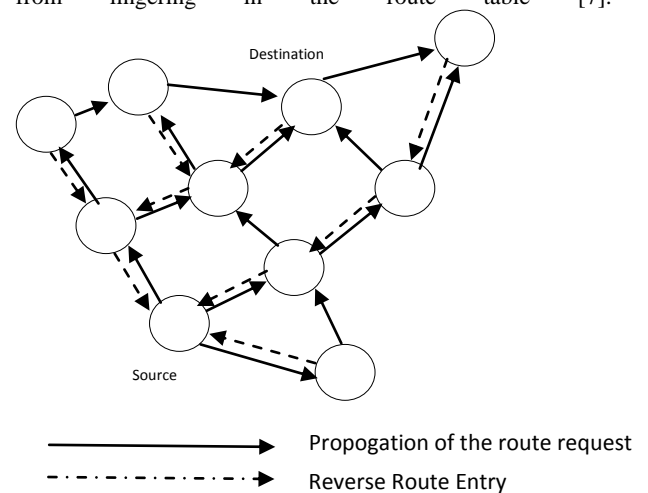 from lingering in the route table [7].
Destination
Source
Propogation of the route request
Reverse Route Entry